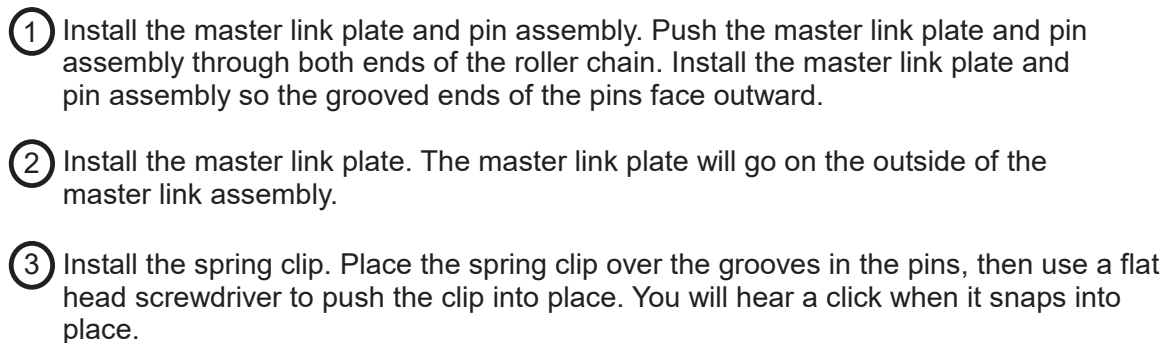 1 Install the master link plate and pin assembly. Push the master link plate and pin
assembly through both ends of the roller chain. Install the master link plate and
pin assembly so the grooved ends of the pins face outward.
2 Install the master link plate. The master link plate will go on the outside of the
master link assembly.
3 Install the spring clip. Place the spring clip over the grooves in the pins, then use a flat
head screwdriver to push the clip into place. You will hear a click when it snaps into
place.